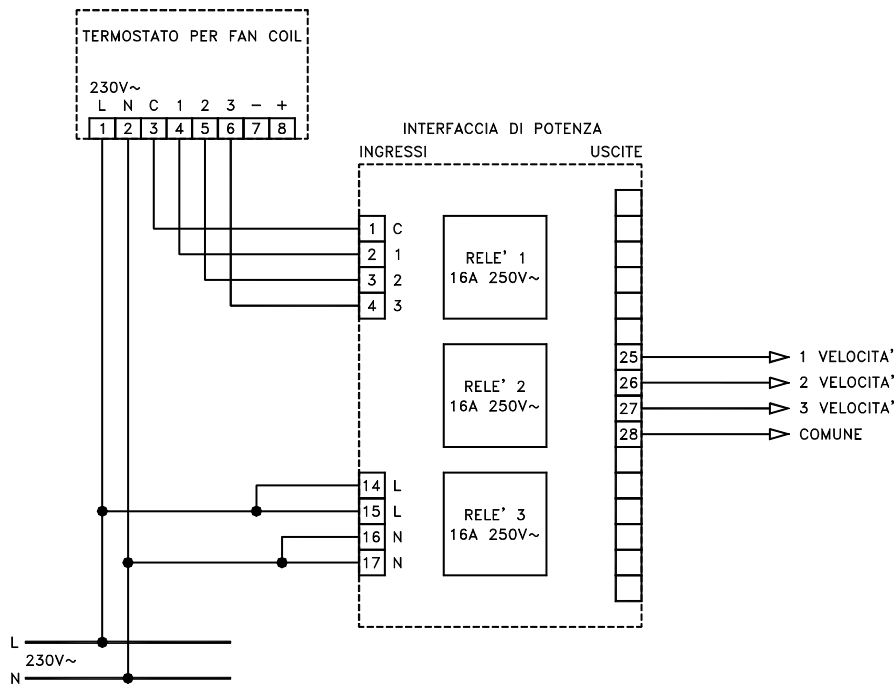 TERMOSTATO PER FAN COIL
230V~
L N C 1 2 3 − +
1 2 3 4 5 6 7 8
INTERFACCIA DI POTENZA
INGRESSI USCITE
1 C
2 1
3 2
4 3
RELE' 1
16A 250V~
RELE' 2
16A 250V~
25 1 VELOCITA'
26 2 VELOCITA'
27 3 VELOCITA'
28 COMUNE
14 L
15 L
16 N
17 N
RELE' 3
16A 250V~
L
230V~
N